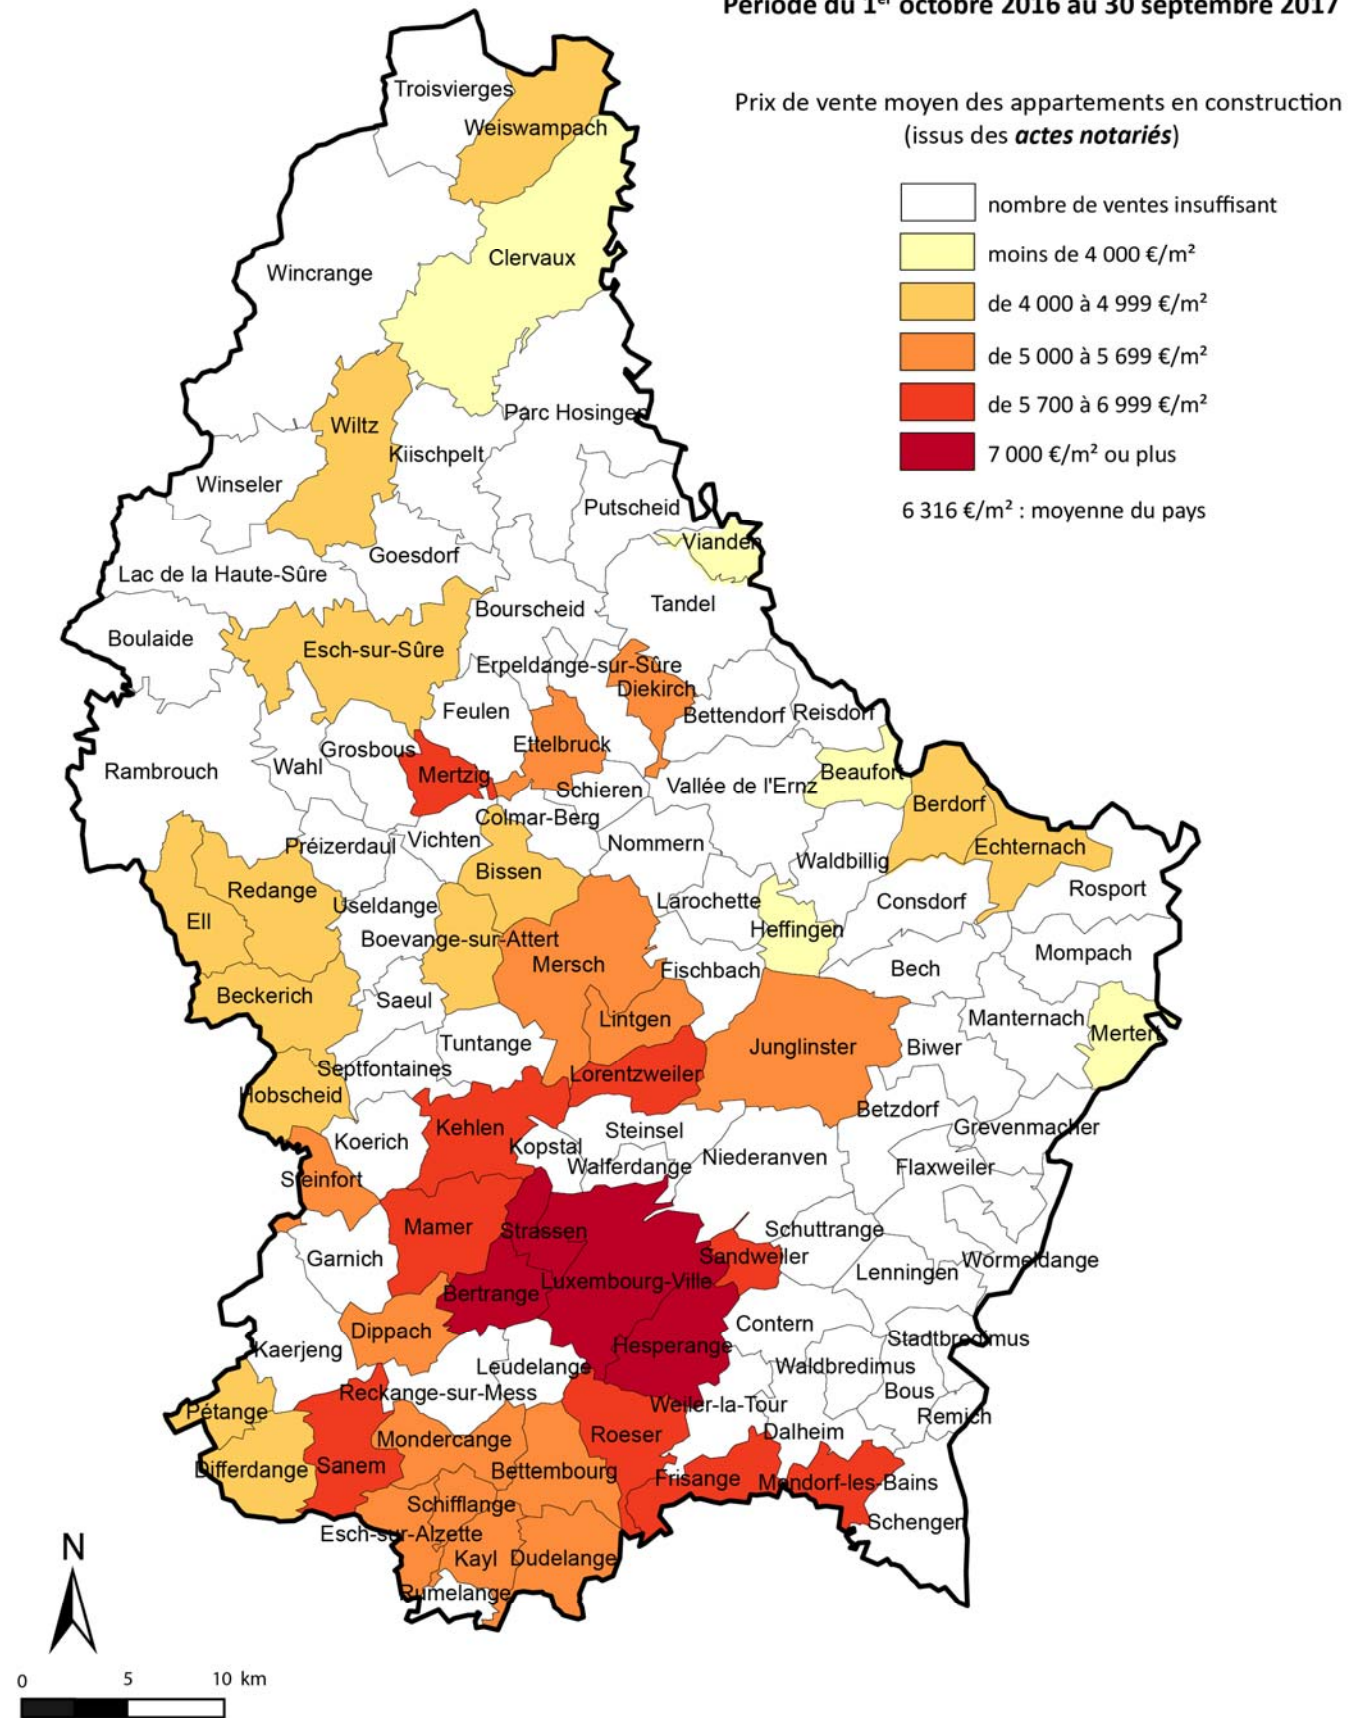 Période du 1er octobre 2016 au 30 septembre 2017
Prix de vente moyen des appartements en construction
(issus des actes notariés)
nombre de ventes insuffisant
moins de 4 000 €/m²
de 4 000 à 4 999 €/m²
de 5 000 à 5 699 €/m²
de 5 700 à 6 999 €/m²
7 000 €/m² ou plus
6 316 €/m² : moyenne du pays
Troisvierges
Weiswampach
Clervaux
Wincrange
Parc Hosingen
Wiltz
Kiischpelt
Winseler
Putscheid
Vianden
Goesdorf
Lac de la Haute-Sûre
Tandel
Bourscheid
Boulaide
Esch-sur-Sûre
Erpeldange-sur-Sûre
Diekirch
Feulen
Bettendorf
Reisdorf
Ettelbruck
Grosbous
Wahl
Rambrouch
Mertzig
Beaufort
Vallée de l'Ernz
Schieren
Berdorf
Colmar-Berg
Vichten
Préizerdaul
Nommern
Echternach
Waldbillig
Bissen
Redange
Rosport
Larochette
Consdorf
Useldange
Ell
Heffingen
Boevange-sur-Attert
Mompach
Mersch
Fischbach
Bech
Beckerich
Saeul
Lintgen
Manternach
Mertert
Tuntange
Junglinster
Biwer
Septfontaines
Lorentzweiler
Hobscheid
Betzdorf
Kehlen
Grevenmacher
Steinsel
Koerich
Kopstal
Niederanven
Walferdange
Flaxweiler
Steinfort
Mamer
Strassen
Schuttrange
Sandweiler
Garnich
Wormeldange
Lenningen
Luxembourg-Ville
Bertrange
Contern
Dippach
Stadtbredimus
Hesperange
Kaerjeng
Leudelange
Waldbredimus
Reckange-sur-Mess
Bous
Weiler-la-Tour
Pétange
Remich
Dalheim
Roeser
Mondercange
Sanem
Differdange
Bettembourg
Frisange
Mondorf-les-Bains
Schifflange
Schengen
Esch-sur-Alzette
Kayl
Dudelange
Rumelange
N
0 5 10 km